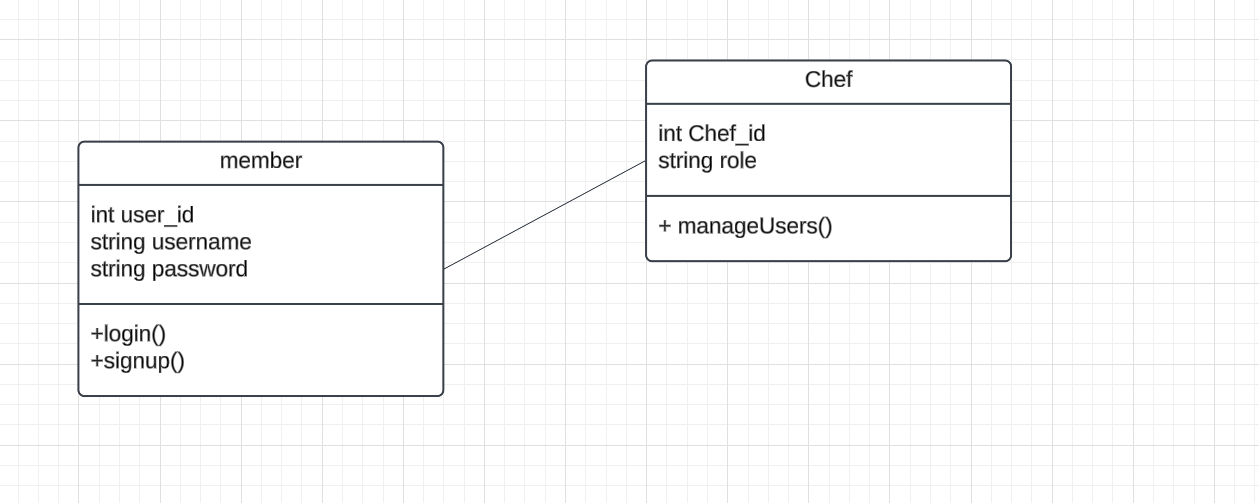 member
int user_id
string username
string password
+login()
+signup()
Chef
int Chef_id
string role
+ manageUsers()